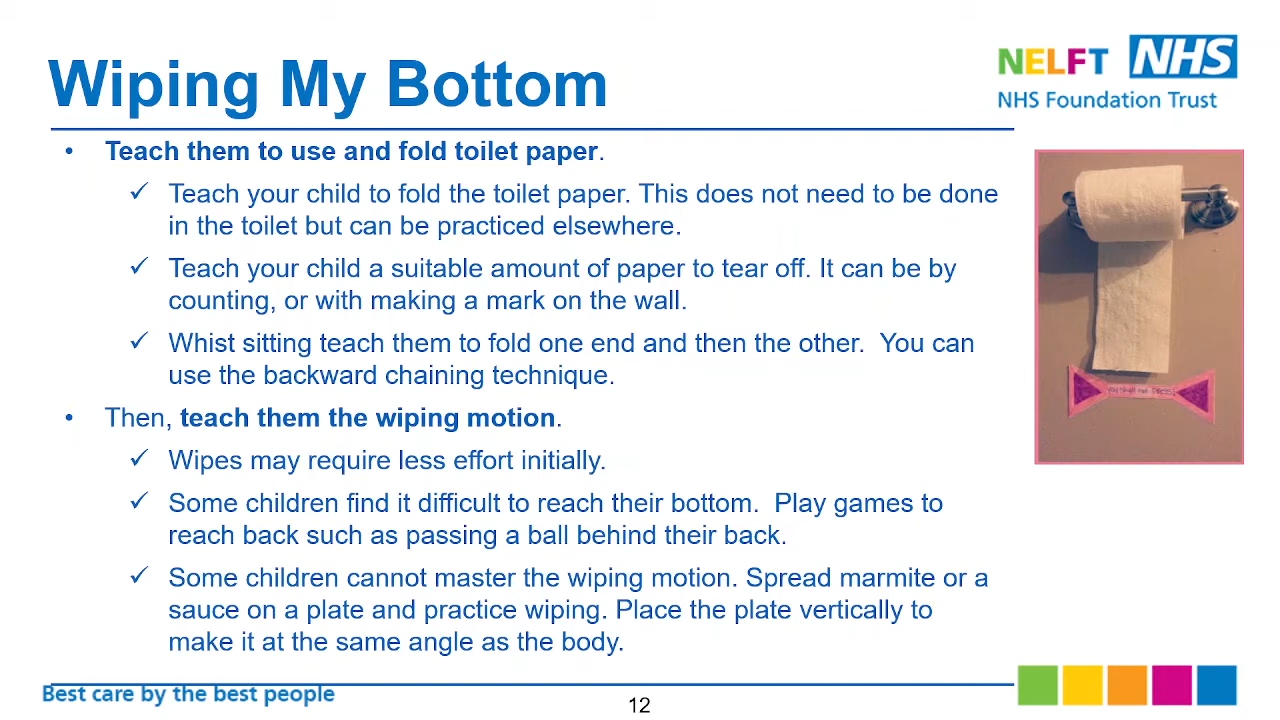 Wiping My Bottom
NELFT NHS
NHS Foundation Trust
• Teach them to use and fold toilet paper.
✓ Teach your child to fold the toilet paper. This does not need to be done
in the toilet but can be practiced elsewhere.
✓ Teach your child a suitable amount of paper to tear off. It can be by
counting, or with making a mark on the wall.
✓ Whist sitting teach them to fold one end and then the other.  You can
use the backward chaining technique.
• Then, teach them the wiping motion.
✓ Wipes may require less effort initially.
✓ Some children find it difficult to reach their bottom.  Play games to
reach back such as passing a ball behind their back.
✓ Some children cannot master the wiping motion. Spread marmite or a
sauce on a plate and practice wiping. Place the plate vertically to
make it at the same angle as the body.
you shall not
Best care by the best people
12